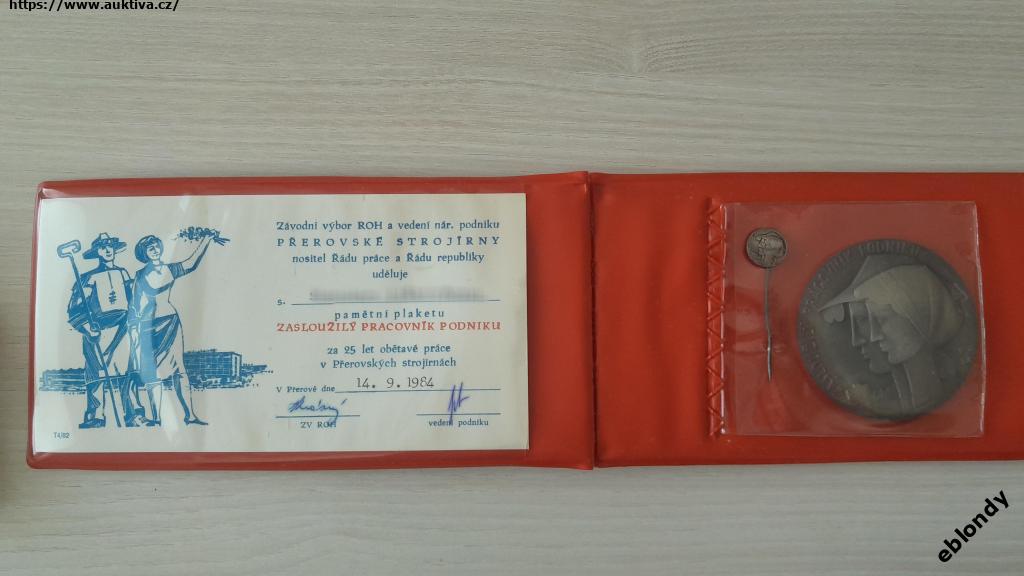 https://www.auktiva.cz/
Závodní výbor ROH a vedení nár. podniku
PŘEROVSKÉ STROJÍRNY
nositel Řádu práce a Řádu republiky
uděluje
s.
pamětní plaketu
ZASLOUŽILÝ PRACOVNÍK PODNIKU
za 25 let obětavé práce
v Přerovských strojírnách
V Přerově dne 14. 9. 1984
ZV ROH
vedení podniku
T4/82
eblondy